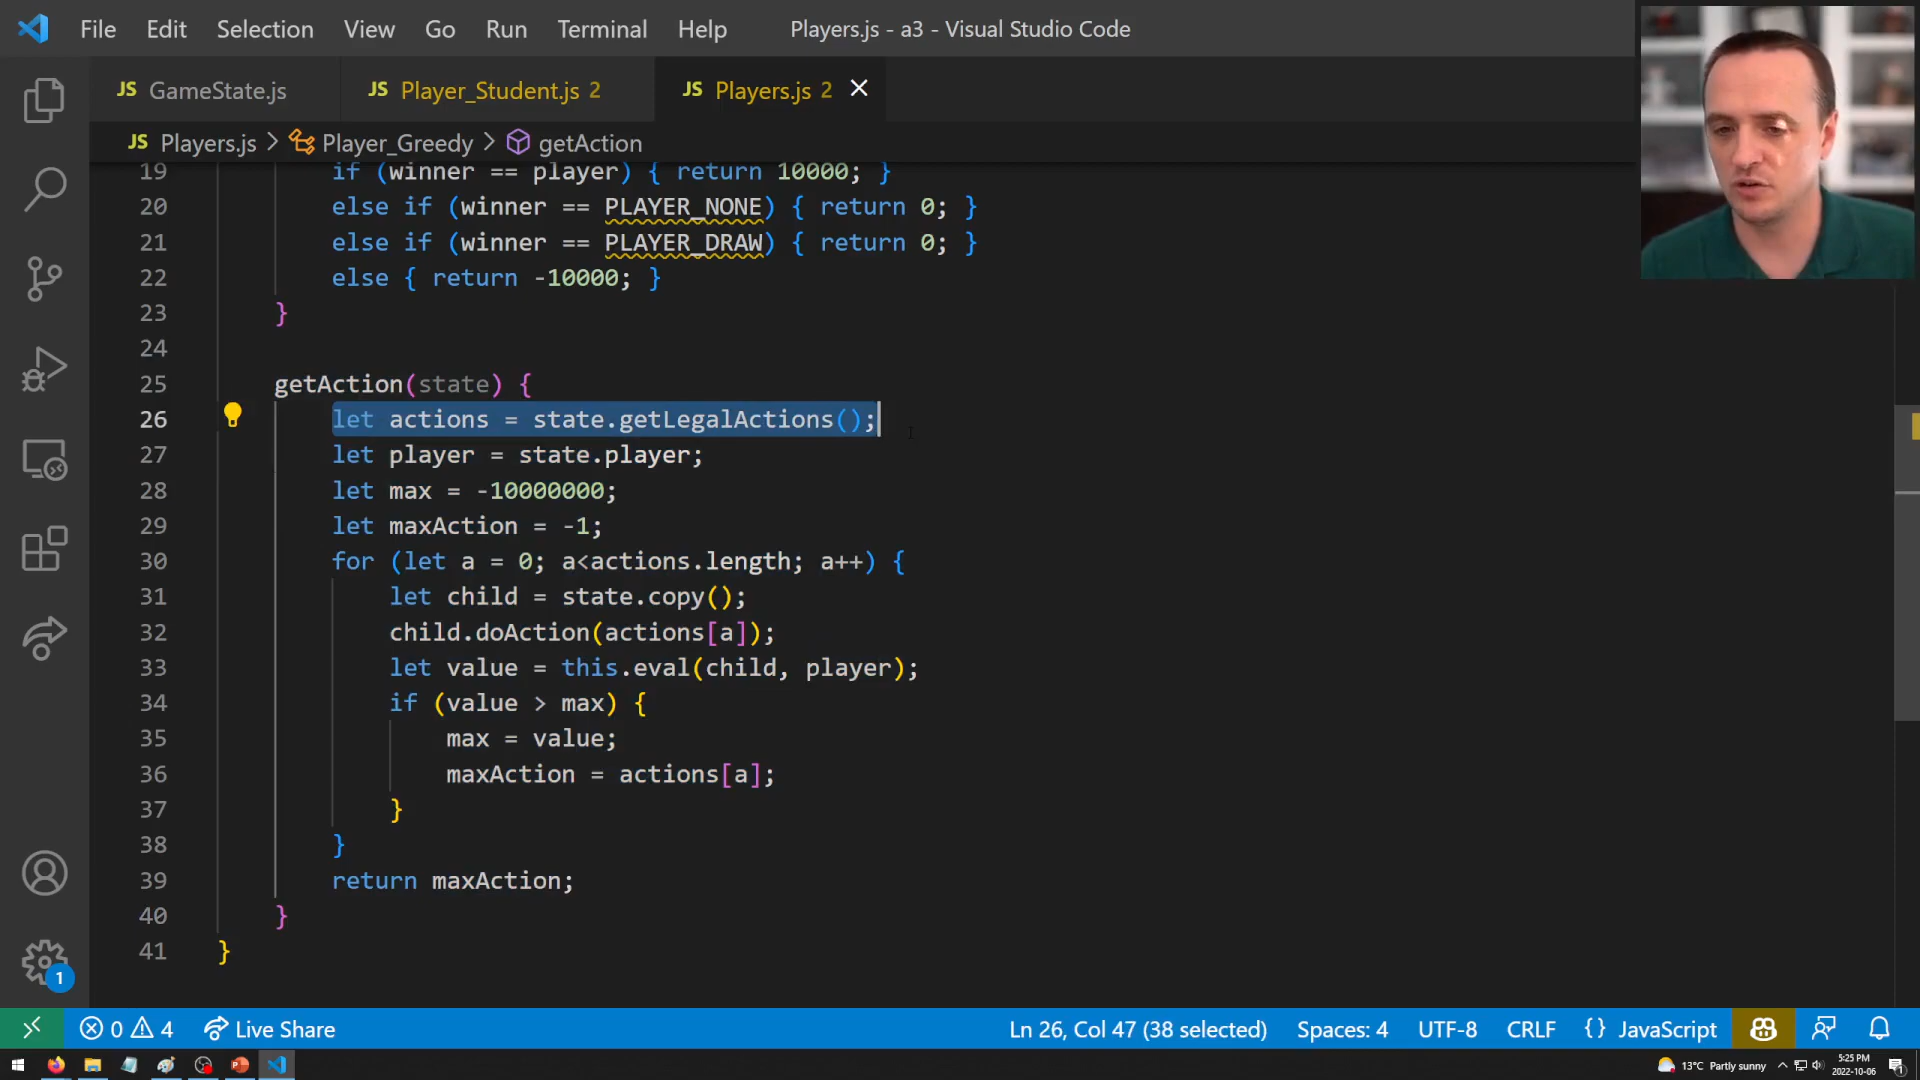 File Edit Selection View Go Run Terminal Help Players.js - a3 - Visual Studio Code
JS GameState.js JS Player_Student.js 2 JS Players.js 2
JS Players.js > Player_Greedy > getAction
19 if (winner == player) { return 10000; }
20 else if (winner == PLAYER_NONE) { return 0; }
21 else if (winner == PLAYER_DRAW) { return 0; }
22 else { return -10000; }
23 }
24
25 getAction(state) {
26 let actions = state.getLegalActions();
27 let player = state.player;
28 let max = -10000000;
29 let maxAction = -1;
30 for (let a = 0; a<actions.length; a++) {
31 let child = state.copy();
32 child.doAction(actions[a]);
33 let value = this.eval(child, player);
34 if (value > max) {
35 max = value;
36 maxAction = actions[a];
37 }
38 }
39 return maxAction;
40 }
41 }
1
0 4 Live Share Ln 26, Col 47 (38 selected) Spaces: 4 UTF-8 CRLF {} JavaScript
13°C Partly sunny 5:25 PM
2022-10-06